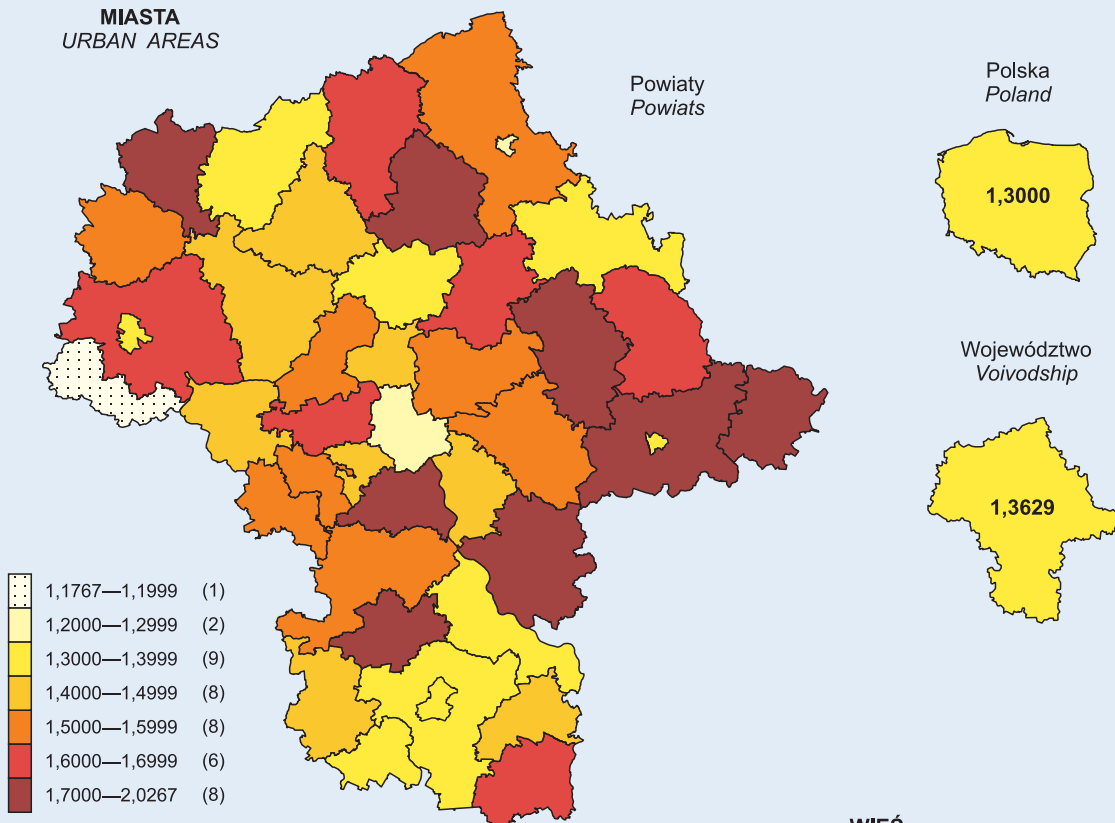 MIASTA
URBAN AREAS
Powiaty
Powiats
Polska
Poland
1,3000
Województwo
Voivodship
1,3629
1,1767—1,1999 (1)
1,2000—1,2999 (2)
1,3000—1,3999 (9)
1,4000—1,4999 (8)
1,5000—1,5999 (8)
1,6000—1,6999 (6)
1,7000—2,0267 (8)
WIEŚ